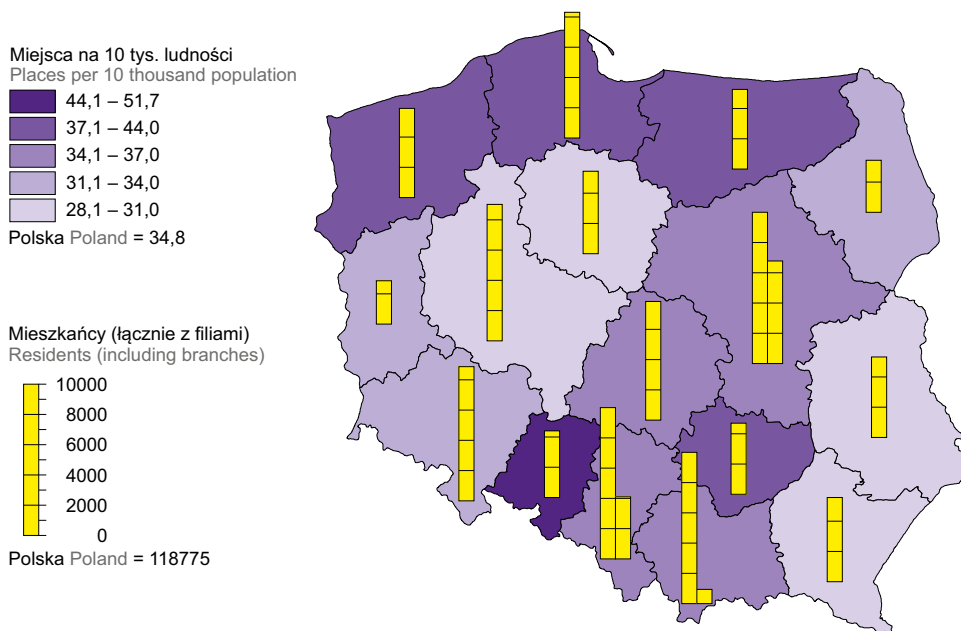 Miejsca na 10 tys. ludności
Places per 10 thousand population
44,1 – 51,7
37,1 – 44,0
34,1 – 37,0
31,1 – 34,0
28,1 – 31,0
Polska Poland = 34,8
Mieszkańcy (łącznie z filiami)
Residents (including branches)
10000
8000
6000
4000
2000
0
Polska Poland = 118775